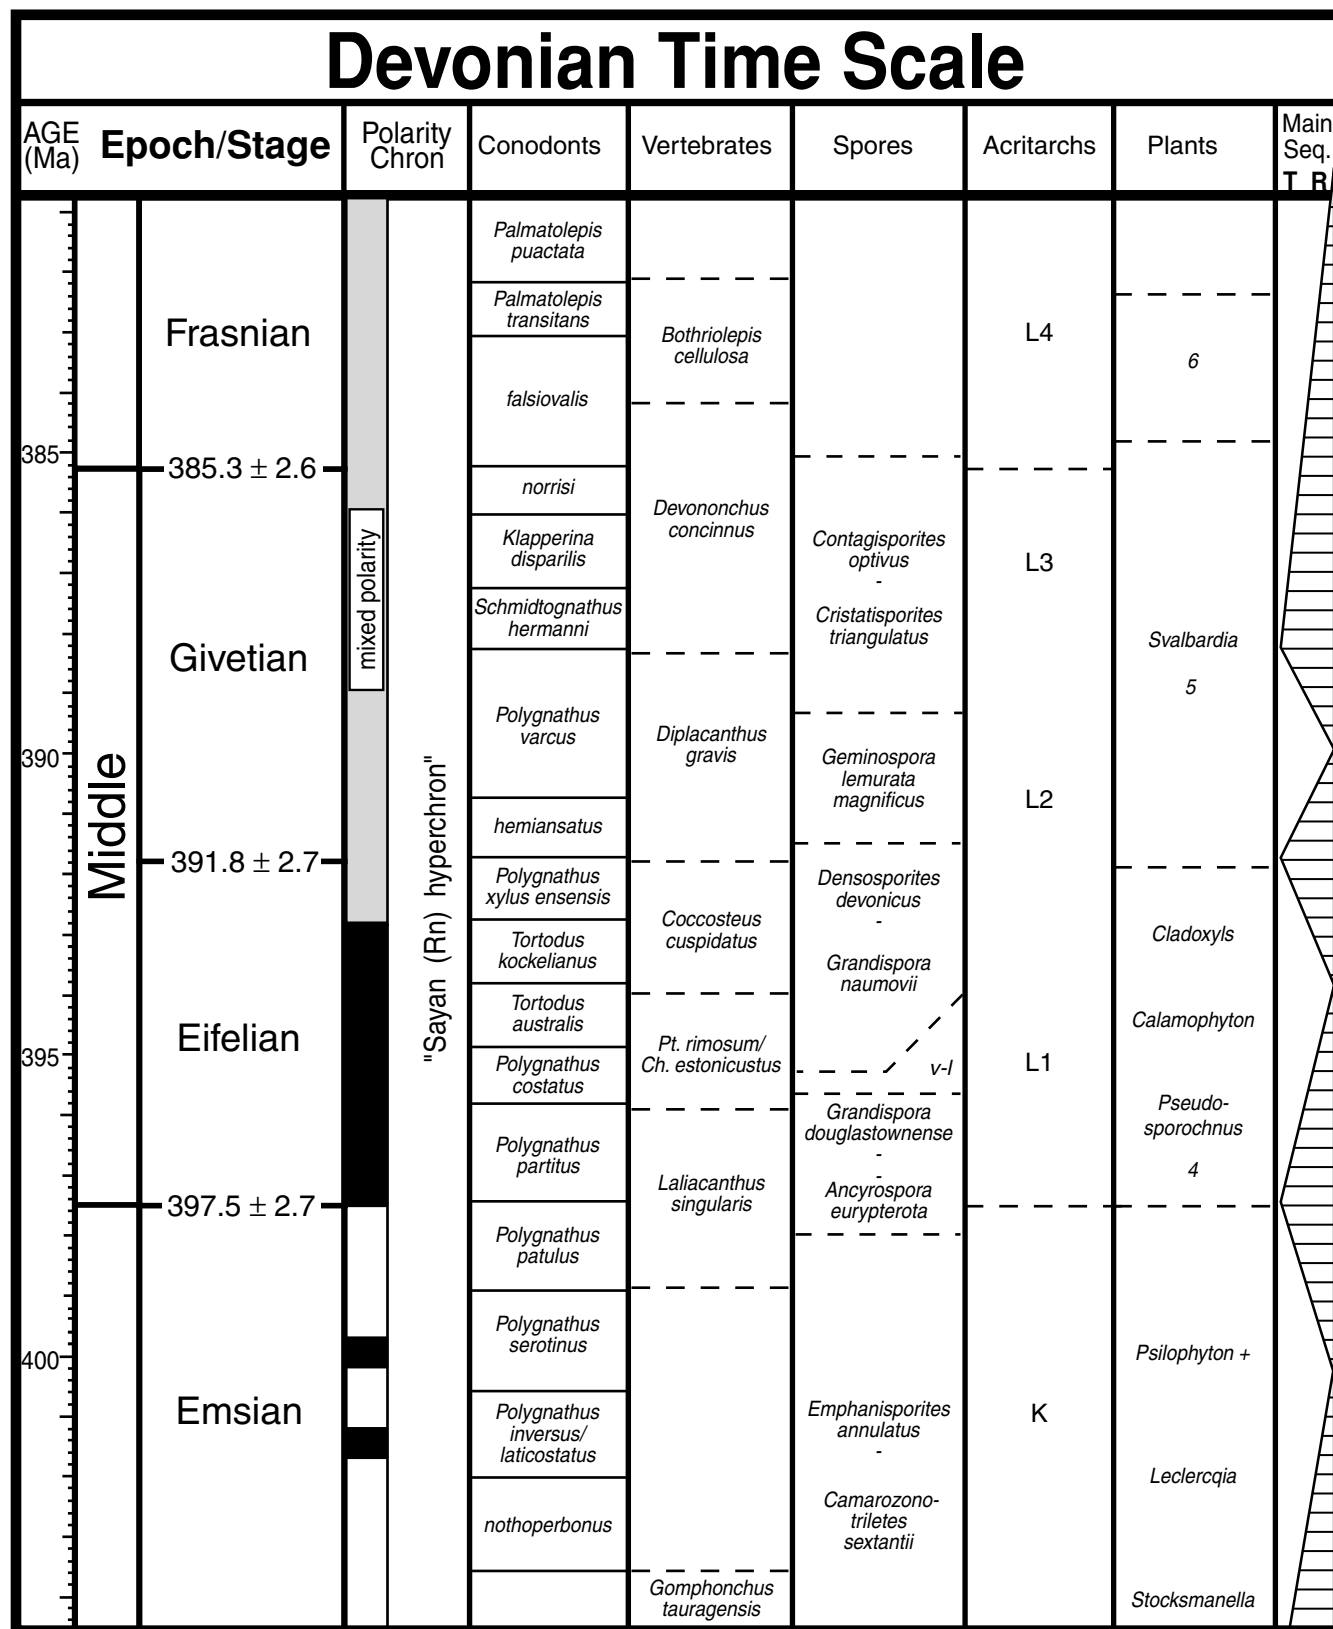 Devonian Time Scale
AGE
(Ma)
Epoch/Stage
Polarity
Chron
Conodonts
Vertebrates
Spores
Acritarchs
Plants
Main
Seq.
T R
385
390
395
400
Middle
Frasnian
385.3 ± 2.6
Givetian
391.8 ± 2.7
Eifelian
397.5 ± 2.7
Emsian
mixed polarity
"Sayan (Rn) hyperchron"
Palmatolepis
puactata
Palmatolepis
transitans
falsiovalis
norrisi
Klapperina
disparilis
Schmidtognathus
hermanni
Polygnathus
varcus
hemiansatus
Polygnathus
xylus ensensis
Tortodus
kockelianus
Tortodus
australis
Polygnathus
costatus
Polygnathus
partitus
Polygnathus
patulus
Polygnathus
serotinus
Polygnathus
inversus/
laticostatus
nothoperbonus
Bothriolepis
cellulosa
Devononchus
concinnus
Diplacanthus
gravis
Coccosteus
cuspidatus
Pt. rimosum/
Ch. estonicustus
Laliacanthus
singularis
Gomphonchus
tauragensis
Contagisporites
optivus
-
Cristatisporites
triangulatus
Geminospora
lemurata
magnificus
Densosporites
devonicus
-
Grandispora
naumovii
v-l
Grandispora
douglastownense
-
-
Ancyrospora
eurypterota
Emphanisporites
annulatus
-
Camarozono-
triletes
sextantii
L4
L3
L2
L1
K
6
Svalbardia
5
Cladoxyls
Calamophyton
Pseudo-
sporochnus
4
Psilophyton +
Leclercqia
Stocksmanella